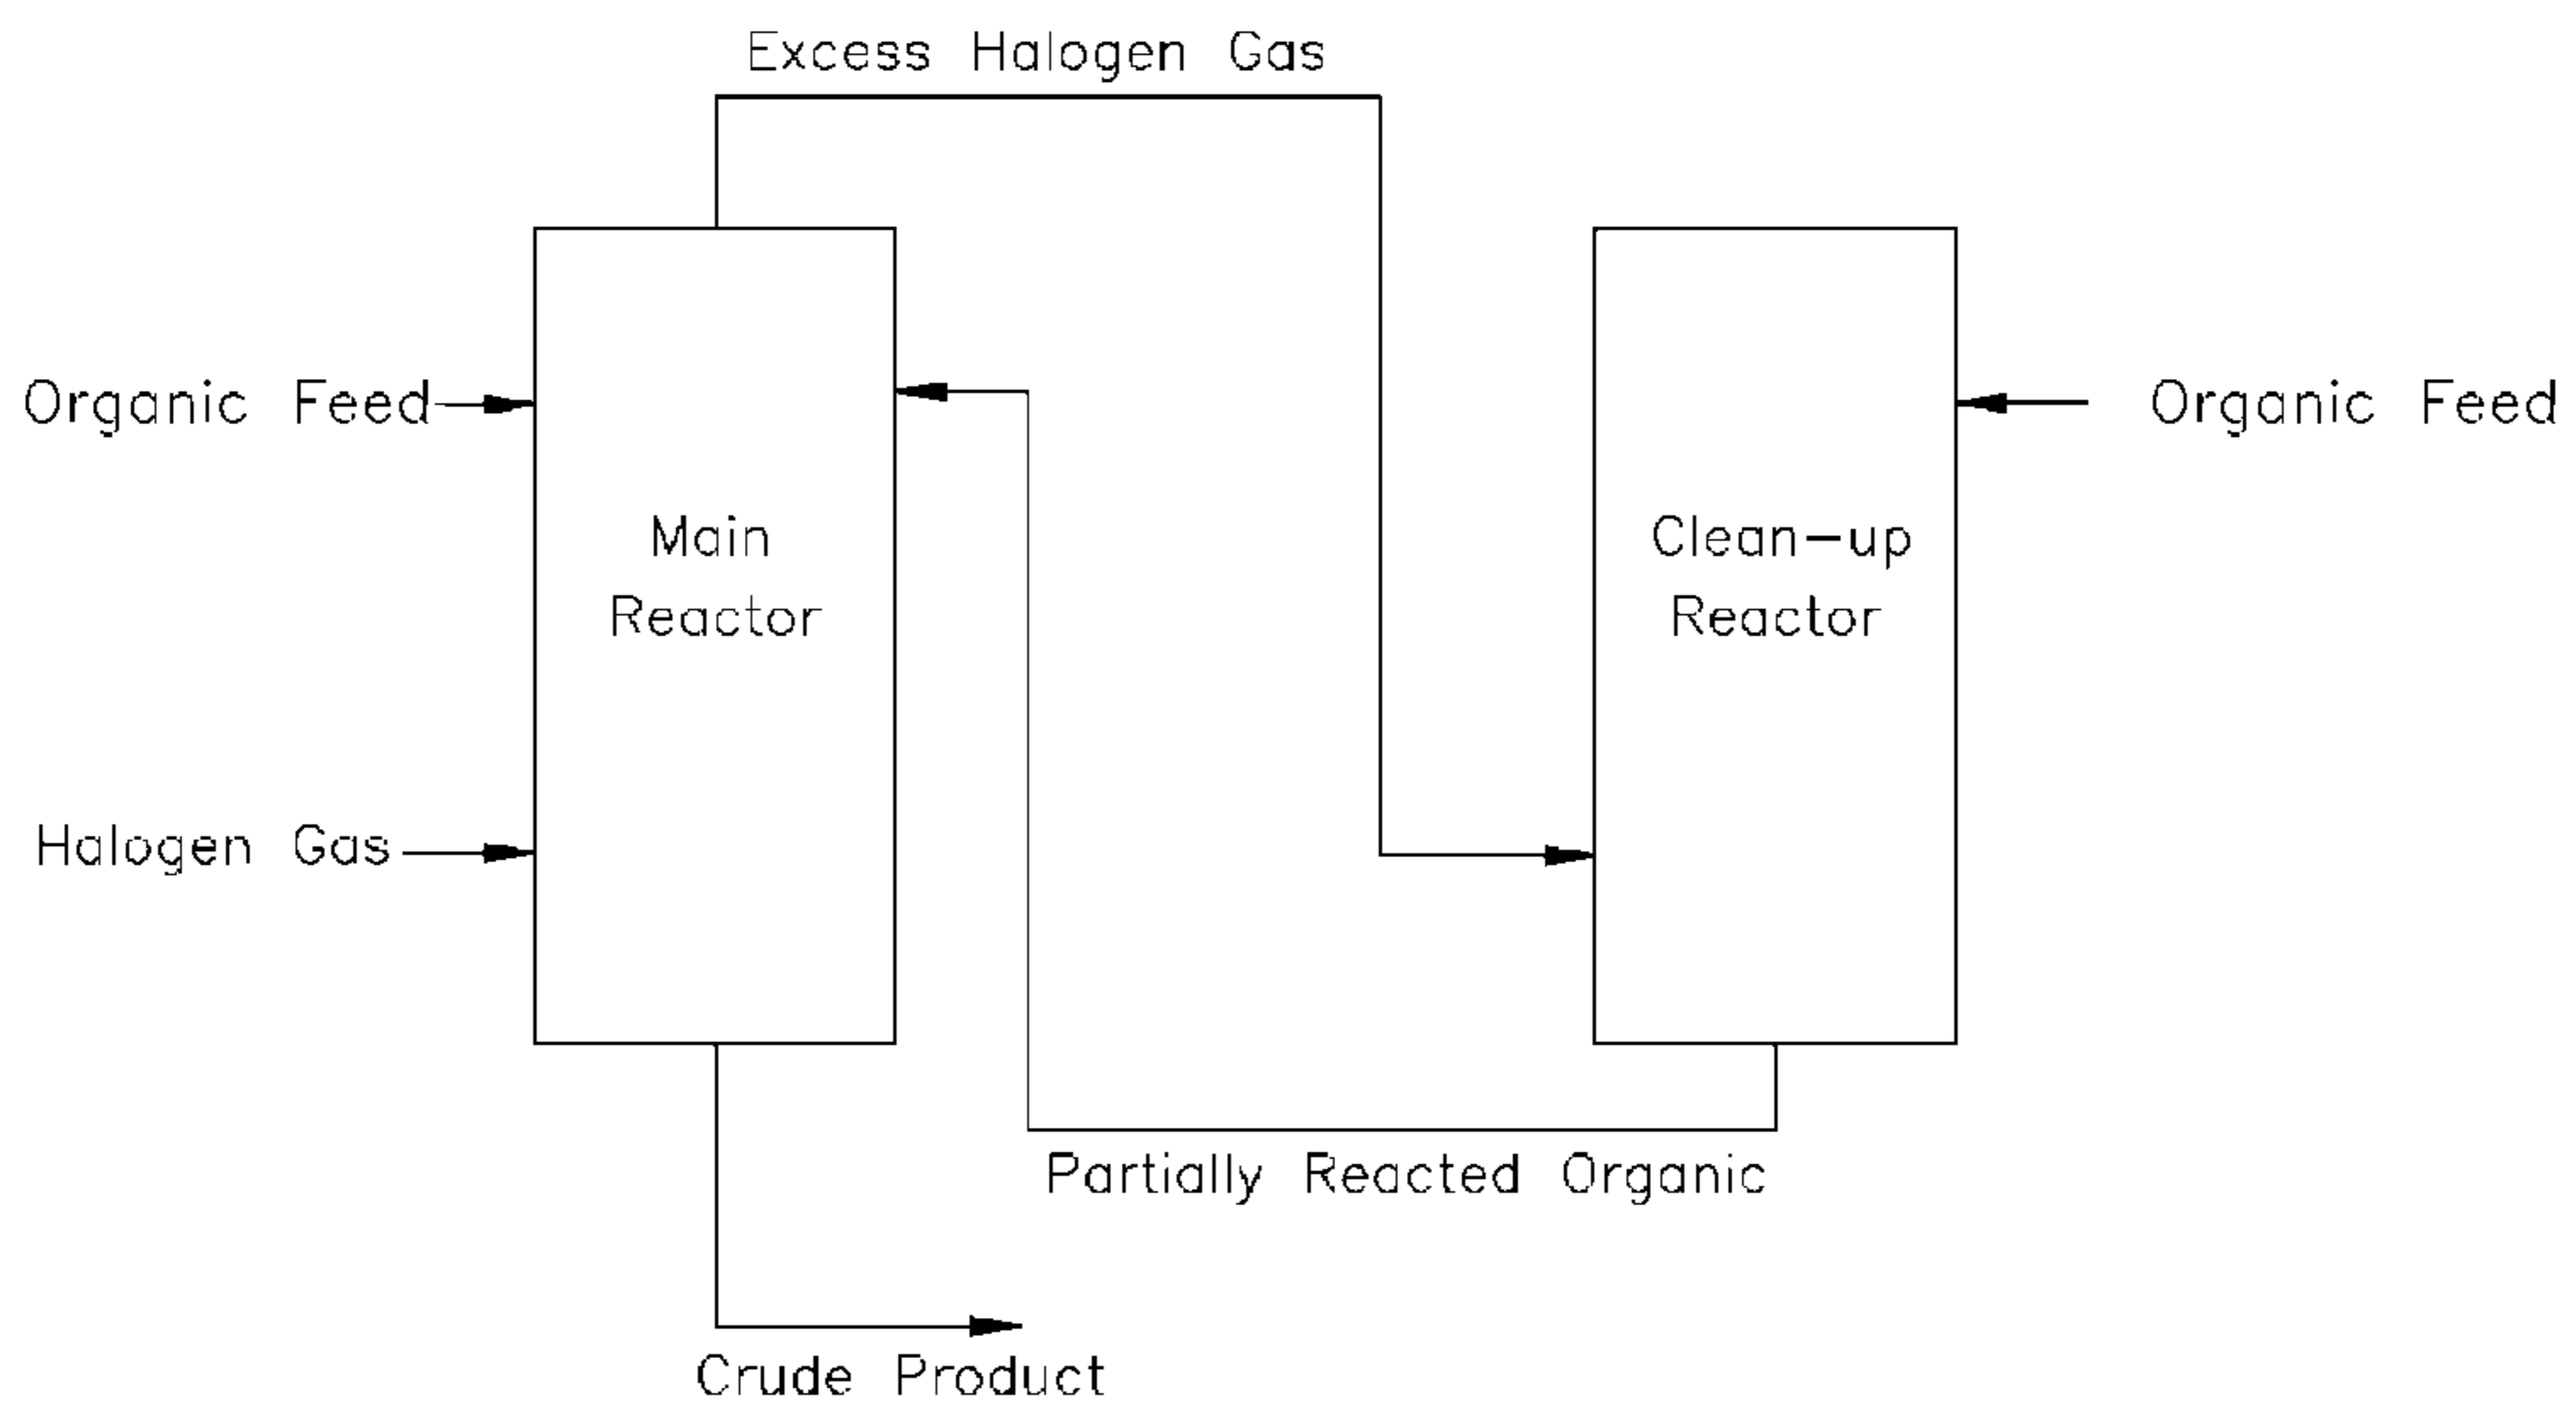 Excess Halogen Gas
Organic Feed
Organic Feed
Main
Reactor
Clean-up
Reactor
Halogen Gas
Partially Reacted Organic
Crude Product